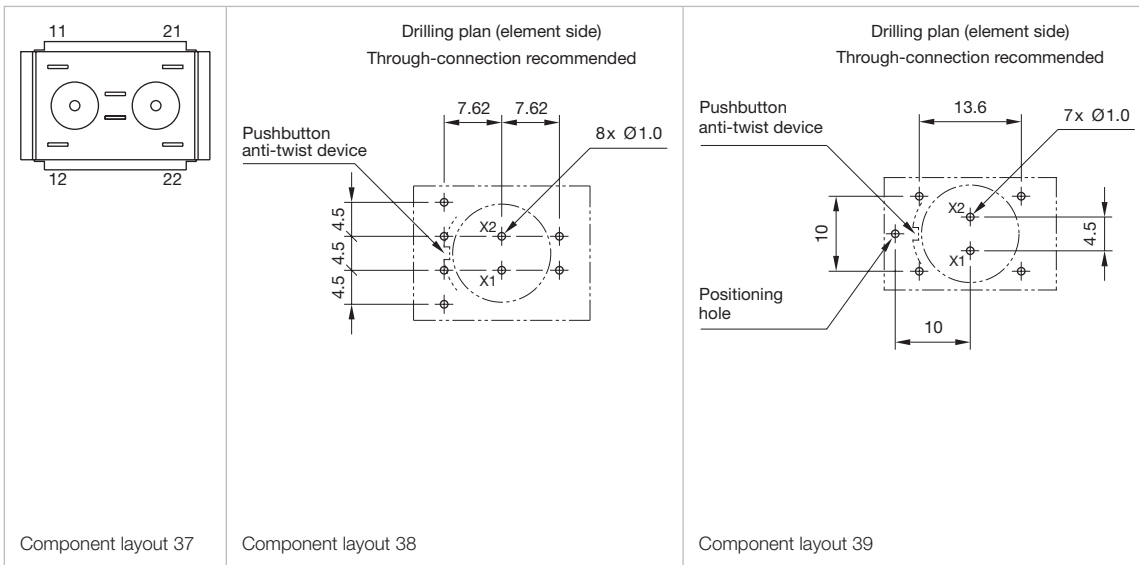 11 21
12 22
Component layout 37
Drilling plan (element side)
Through-connection recommended
7.62 7.62
Pushbutton
anti-twist device
8x Ø1.0
4.5
4.5
4.5
X2
X1
Component layout 38
Drilling plan (element side)
Through-connection recommended
13.6
Pushbutton
anti-twist device
7x Ø1.0
X2
10
4.5
X1
Positioning
hole
10
Component layout 39